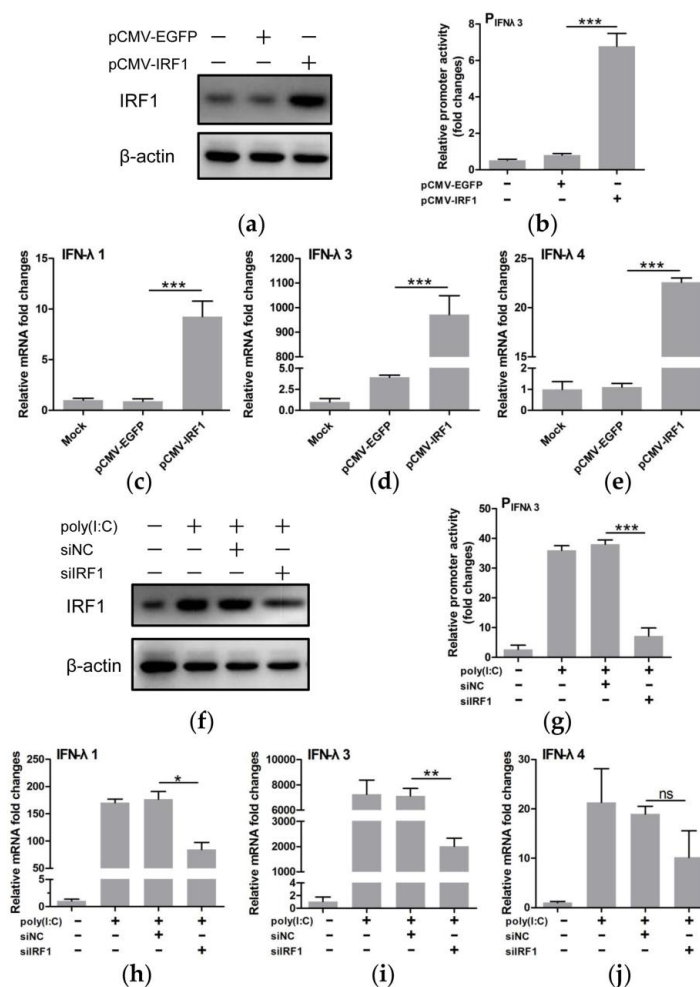 pCMV-EGFP − + −
pCMV-IRF1 − − +
IRF1
β-actin
(a)
P IFNλ 3
Relative promoter activity
(fold changes)
8
6
4
2
0
***
pCMV-EGFP − + −
pCMV-IRF1 − − +
(b)
IFN-λ 1
Relative mRNA fold changes
15
10
5
0
***
Mock
pCMV-EGFP
pCMV-IRF1
(c)
IFN-λ 3
Relative mRNA fold changes
1200
1100
1000
900
800
700
600
5.0
2.5
0.0
***
Mock
pCMV-EGFP
pCMV-IRF1
(d)
IFN-λ 4
Relative mRNA fold changes
25
20
15
2
1
0
***
Mock
pCMV-EGFP
pCMV-IRF1
(e)
poly(I:C) − + + +
siNC − − + −
siIRF1 − − − +
IRF1
β-actin
(f)
P IFNλ 3
Relative promoter activity
(fold changes)
50
40
30
20
10
0
***
poly(I:C) − + + +
siNC − − + −
siIRF1 − − − +
(g)
IFN-λ 1
Relative mRNA fold changes
250
200
150
100
50
5
0
*
poly(I:C) − + + +
siNC − − + −
siIRF1 − − − +
(h)
IFN-λ 3
Relative mRNA fold changes
10000
8000
6000
4000
2000
4
2
0
**
poly(I:C) − + + +
siNC − − + −
siIRF1 − − − +
(i)
IFN-λ 4
Relative mRNA fold changes
40
30
20
10
0
ns
poly(I:C) − + + +
siNC − − + −
siIRF1 − − − +
(j)